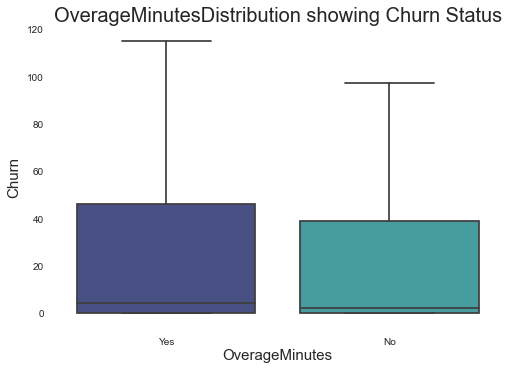 OverageMinutesDistribution showing Churn Status
120
100
80
60
40
20
0
Churn
Yes
No
OverageMinutes